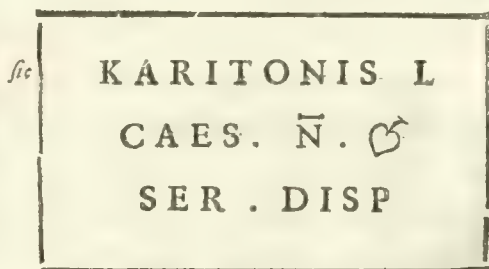 sic KARITONIS L
CAES. N̅. ❦
SER. DISP